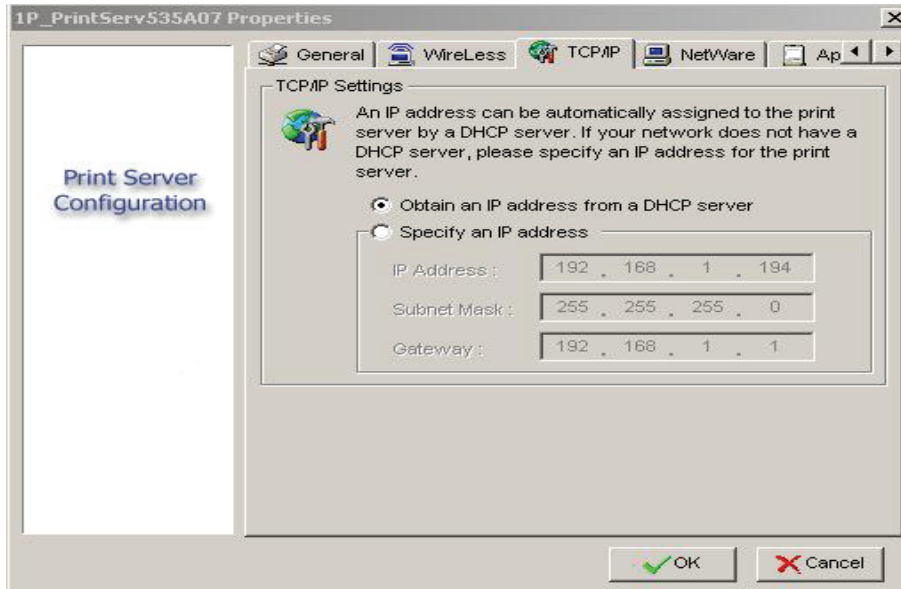 1P_PrintServ535A07 Properties
General WireLess TCP/IP NetWare Ap
Print Server
Configuration
TCP/IP Settings
An IP address can be automatically assigned to the print
server by a DHCP server. If your network does not have a
DHCP server, please specify an IP address for the print
server.
Obtain an IP address from a DHCP server
Specify an IP address
IP Address : 192 . 168 . 1 . 194
Subnet Mask : 255 . 255 . 255 . 0
Gateway : 192 . 168 . 1 . 1
OK Cancel